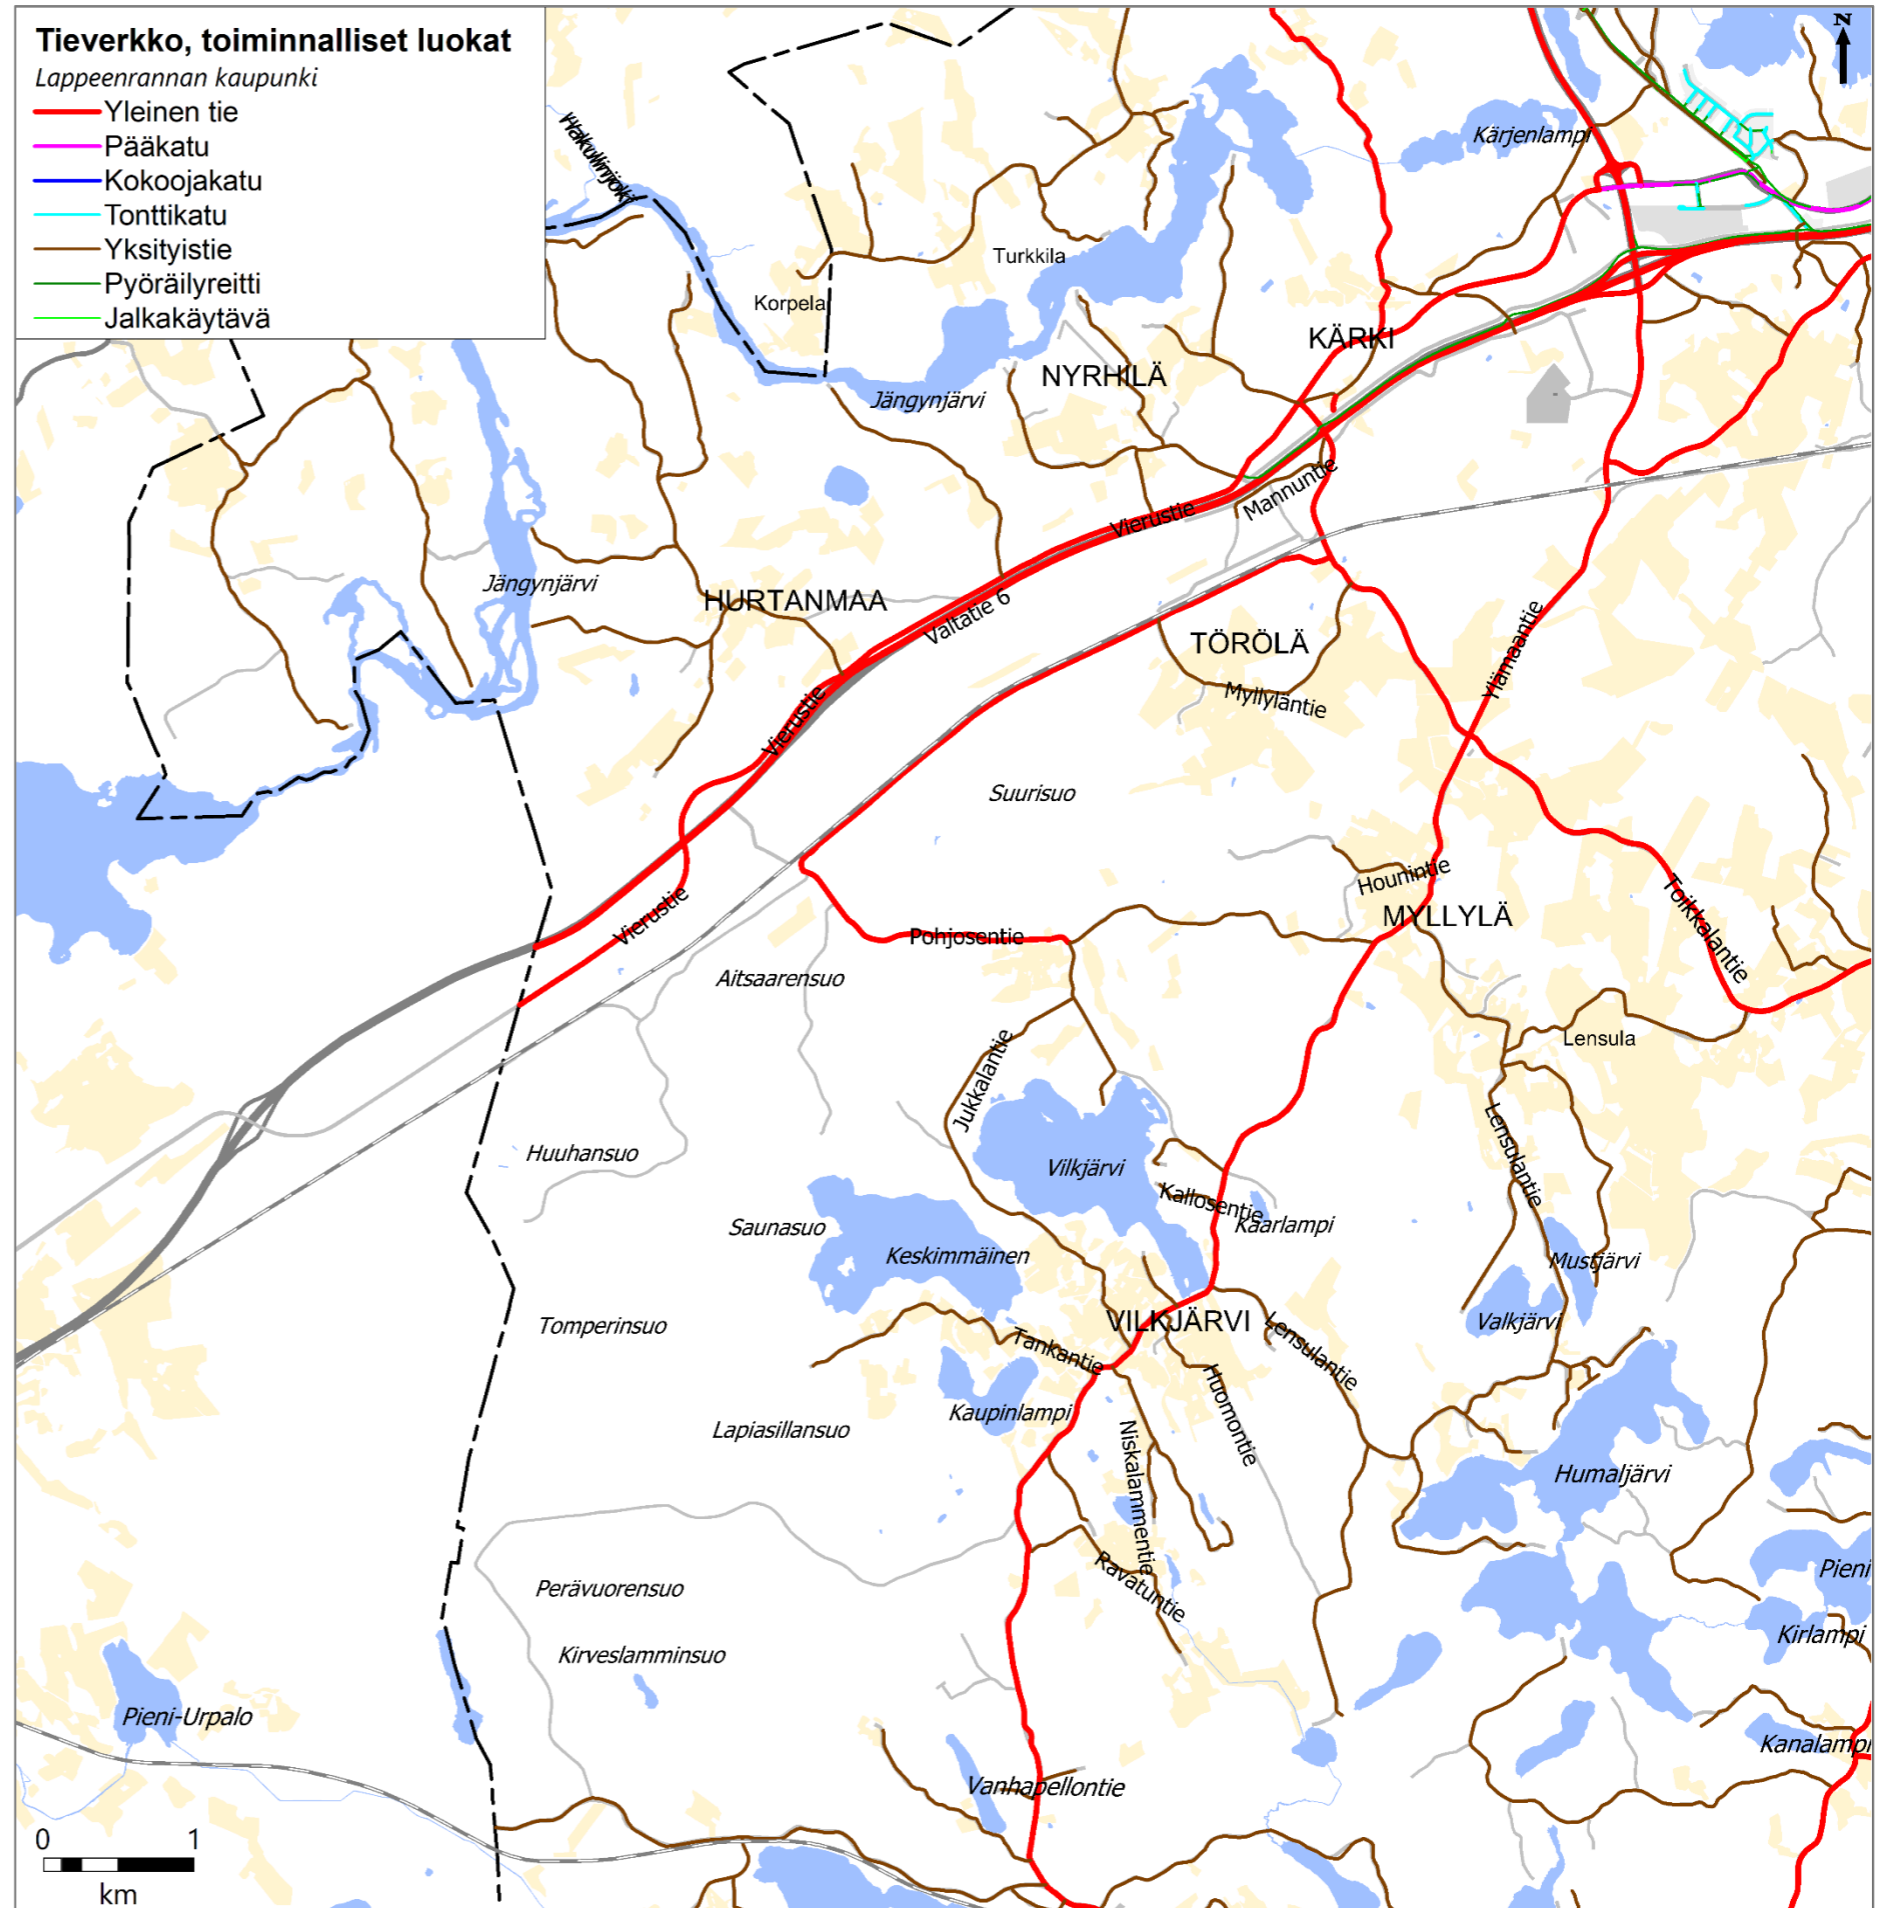 Tieverkko, toiminnalliset luokat
Lappeenrannan kaupunki
Yleinen tie
Pääkatu
Kokoojakatu
Tonttikatu
Yksityistie
Pyöräilyreitti
Jalkakäytävä
N
Kärjenlampi
Turkkila
Korpela
KÄRKI
NYRHILÄ
Jängynjärvi
Mannuntie
Vierustie
Jängynjärvi
HURTANMAA
Valtatie 6
TÖRÖLÄ
Ylämaantie
Myllyläntie
Vierustie
Suurisuo
Hounintie
MYLLYLÄ
Toikkalantie
Vierustie
Pohjosentie
Aitsaarensuo
Lensula
Jukkalantie
Huuhansuo
Vilkjärvi
Lensulantie
Kallosentie
Kaarlampi
Saunasuo
Keskimmäinen
Mustjärvi
Tomperinsuo
VILKJÄRVI
Valkjärvi
Tankantie
Lensulantie
Huomontie
Kaupinlampi
Lapiasillansuo
Niskalammentie
Humaljärvi
Pieni
Perävuorensuo
Ravatuntie
Kirlampi
Kirveslamminsuo
Pieni-Urpalo
Kanalampi
Vanhapellontie
0 1
km